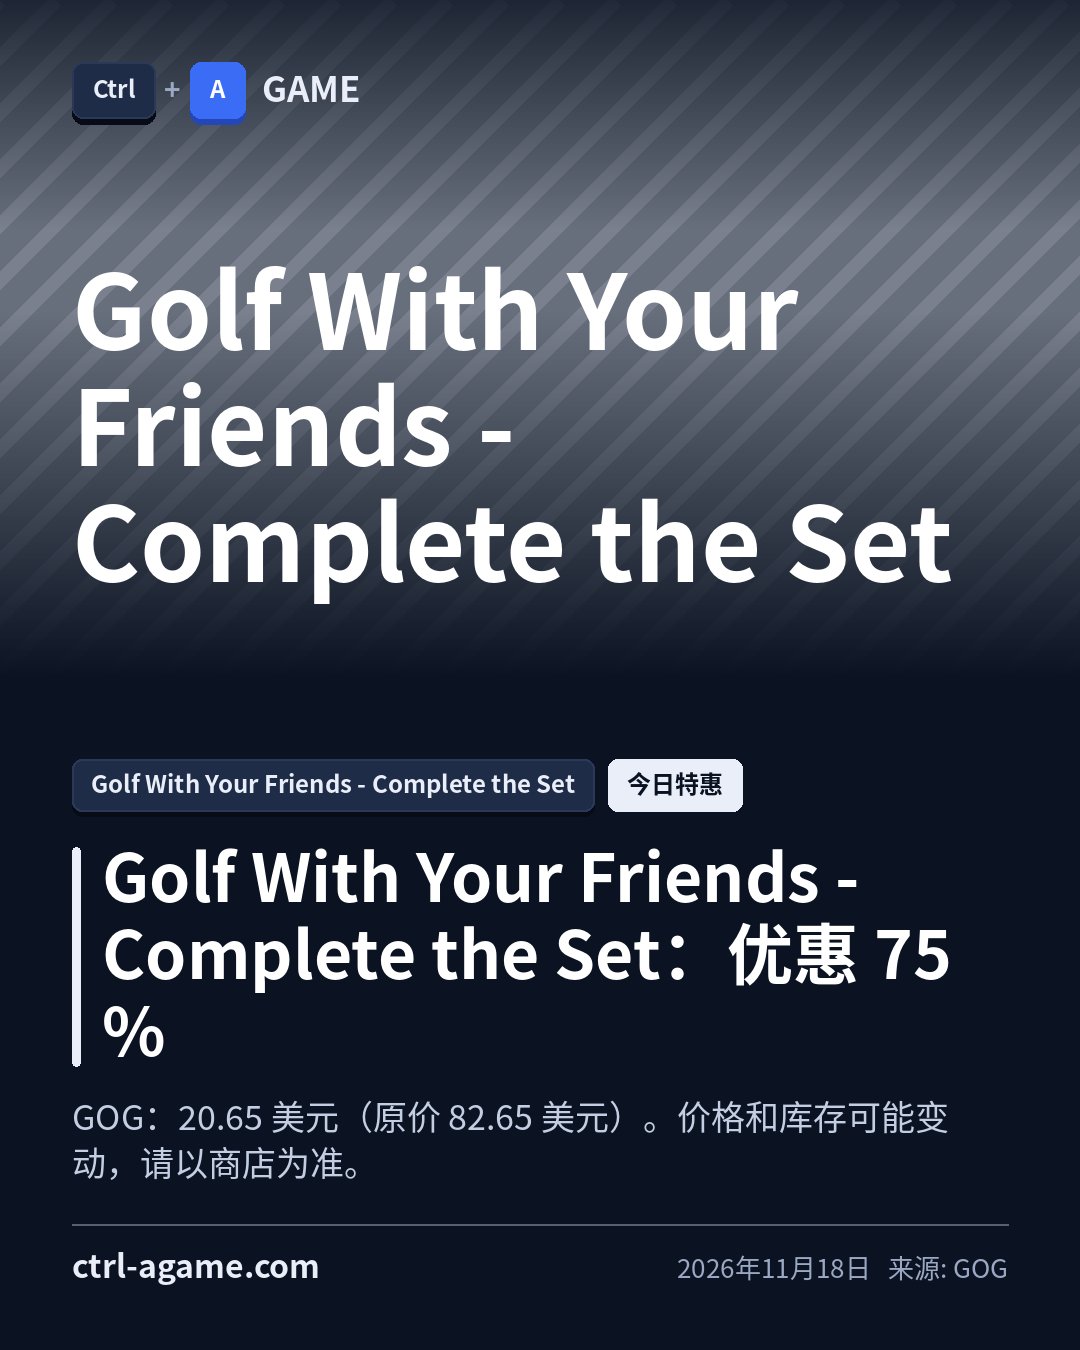 Ctrl + A GAME
Golf With Your
Friends -
Complete the Set
Golf With Your Friends - Complete the Set 今日特惠
Golf With Your Friends -
Complete the Set：优惠 75
%
GOG：20.65 美元（原价 82.65 美元）。价格和库存可能变
动，请以商店为准。
ctrl-agame.com 2026年11月18日 来源: GOG